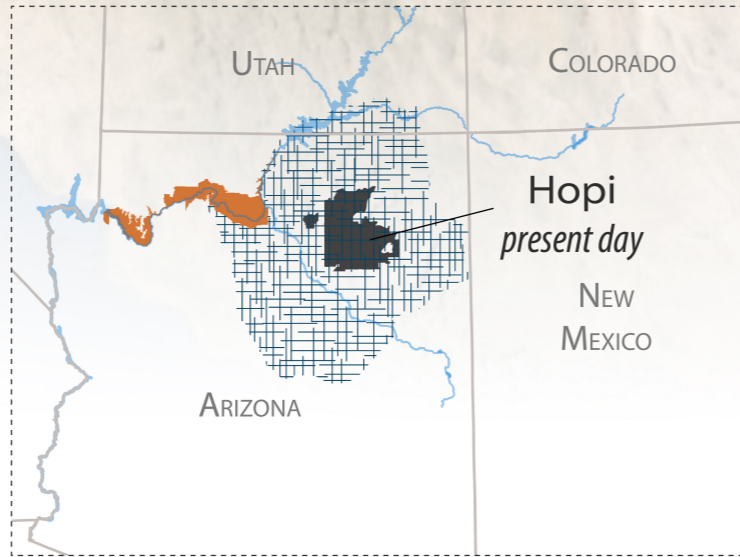 Utah
Colorado
Hopi
present day
New
Mexico
Arizona